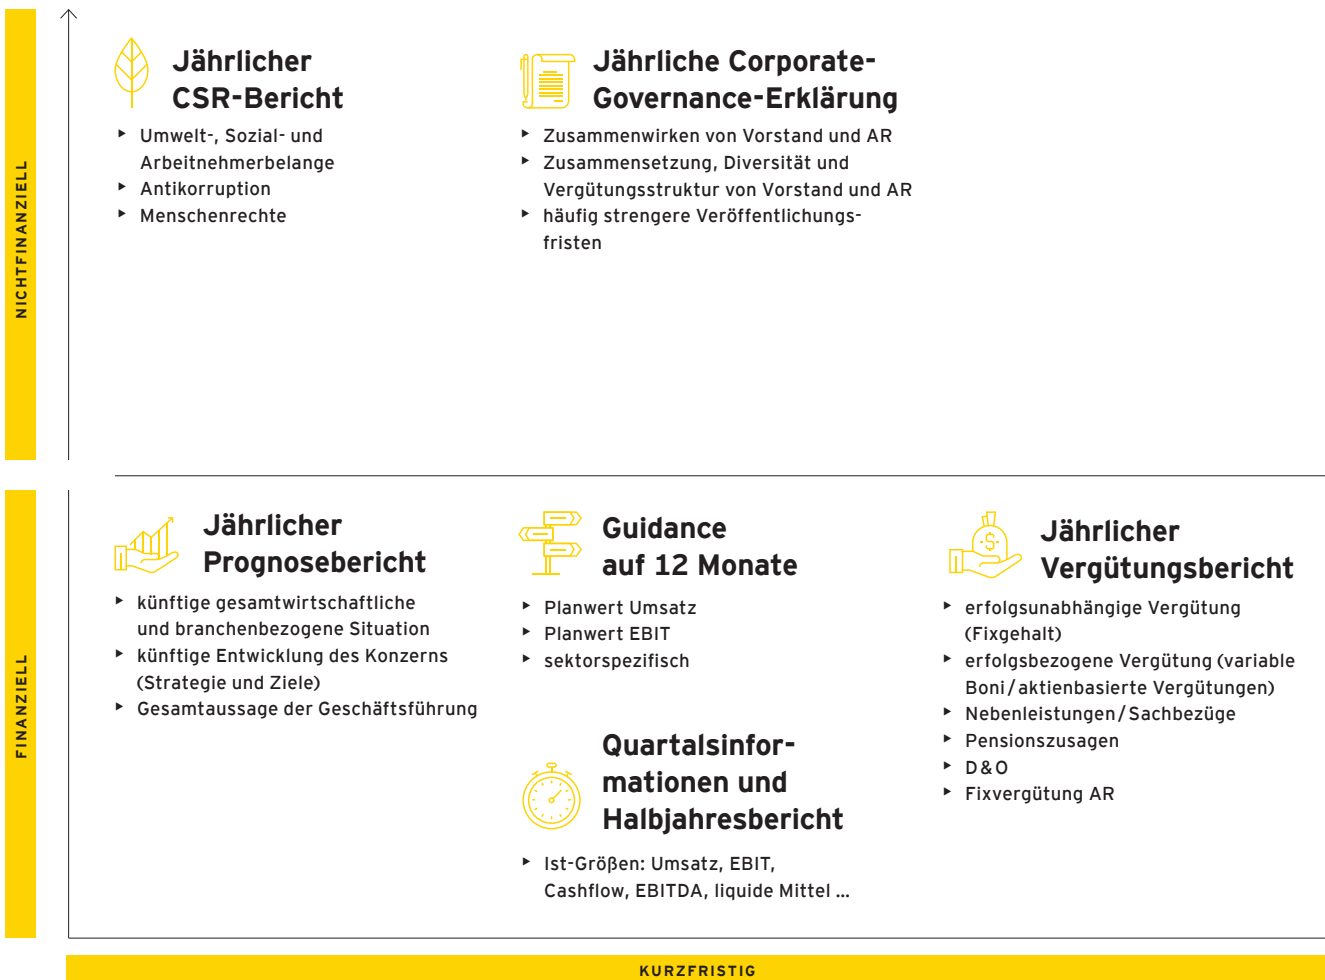 NICHTFINANZIELL
Jährlicher
CSR-Bericht
▸ Umwelt-, Sozial- und
Arbeitnehmerbelange
▸ Antikorruption
▸ Menschenrechte
Jährliche Corporate-
Governance-Erklärung
▸ Zusammenwirken von Vorstand und AR
▸ Zusammensetzung, Diversität und
Vergütungsstruktur von Vorstand und AR
▸ häufig strengere Veröffentlichungs-
fristen
FINANZIELL
Jährlicher
Prognosebericht
▸ künftige gesamtwirtschaftliche
und branchenbezogene Situation
▸ künftige Entwicklung des Konzerns
(Strategie und Ziele)
▸ Gesamtaussage der Geschäftsführung
Guidance
auf 12 Monate
▸ Planwert Umsatz
▸ Planwert EBIT
▸ sektorspezifisch
Quartalsinfor-
mationen und
Halbjahresbericht
▸ Ist-Größen: Umsatz, EBIT,
Cashflow, EBITDA, liquide Mittel ...
$
Jährlicher
Vergütungsbericht
▸ erfolgsunabhängige Vergütung
(Fixgehalt)
▸ erfolgsbezogene Vergütung (variable
Boni/aktienbasierte Vergütungen)
▸ Nebenleistungen/Sachbezüge
▸ Pensionszusagen
▸ D&O
▸ Fixvergütung AR
KURZFRISTIG